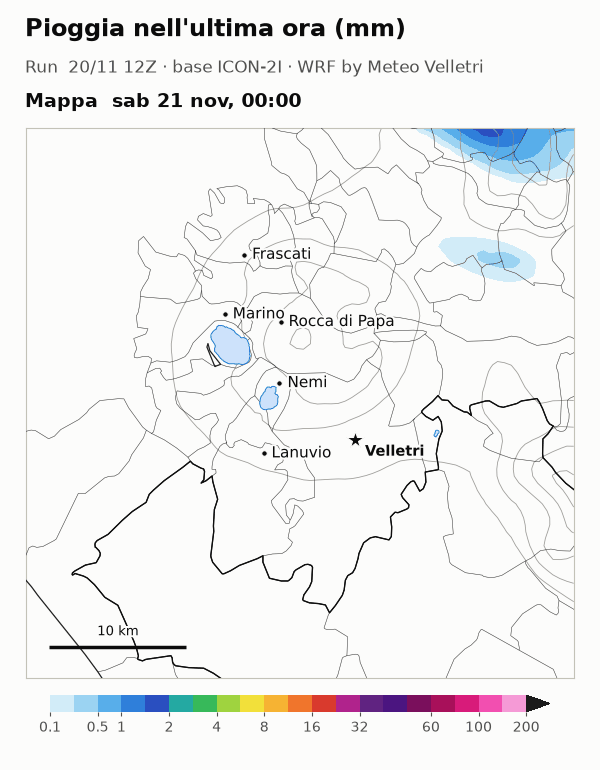 Pioggia nell'ultima ora (mm)
Run  20/11 12Z · base ICON-2I · WRF by Meteo Velletri
Mappa  sab 21 nov, 00:00
Frascati
Marino
Rocca di Papa
Nemi
Velletri
Lanuvio
10 km
0.1 0.5 1 2 4 8 16 32 60 100 200